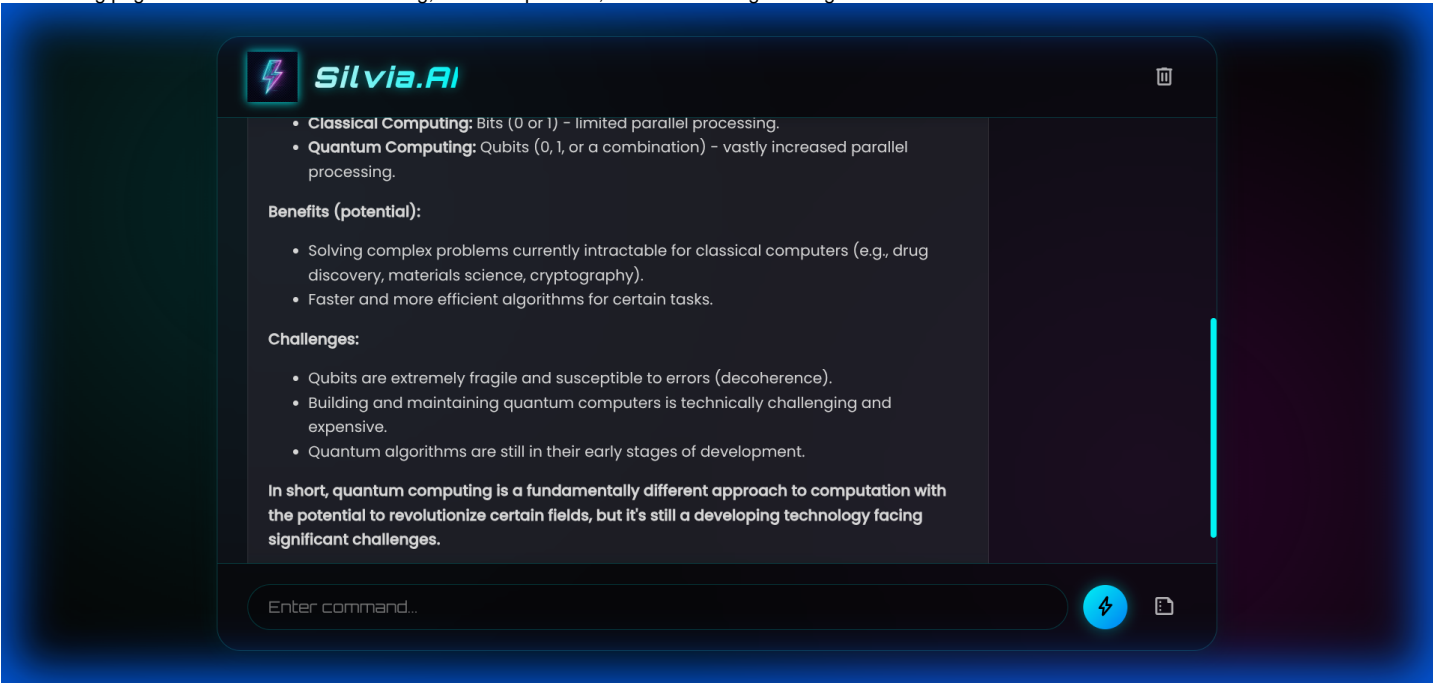 Silvia.AI
• Classical Computing: Bits (0 or 1) - limited parallel processing.
• Quantum Computing: Qubits (0, 1, or a combination) - vastly increased parallel
processing.
Benefits (potential):
• Solving complex problems currently intractable for classical computers (e.g., drug
discovery, materials science, cryptography).
• Faster and more efficient algorithms for certain tasks.
Challenges:
• Qubits are extremely fragile and susceptible to errors (decoherence).
• Building and maintaining quantum computers is technically challenging and
expensive.
• Quantum algorithms are still in their early stages of development.
In short, quantum computing is a fundamentally different approach to computation with
the potential to revolutionize certain fields, but it's still a developing technology facing
significant challenges.
Enter command...